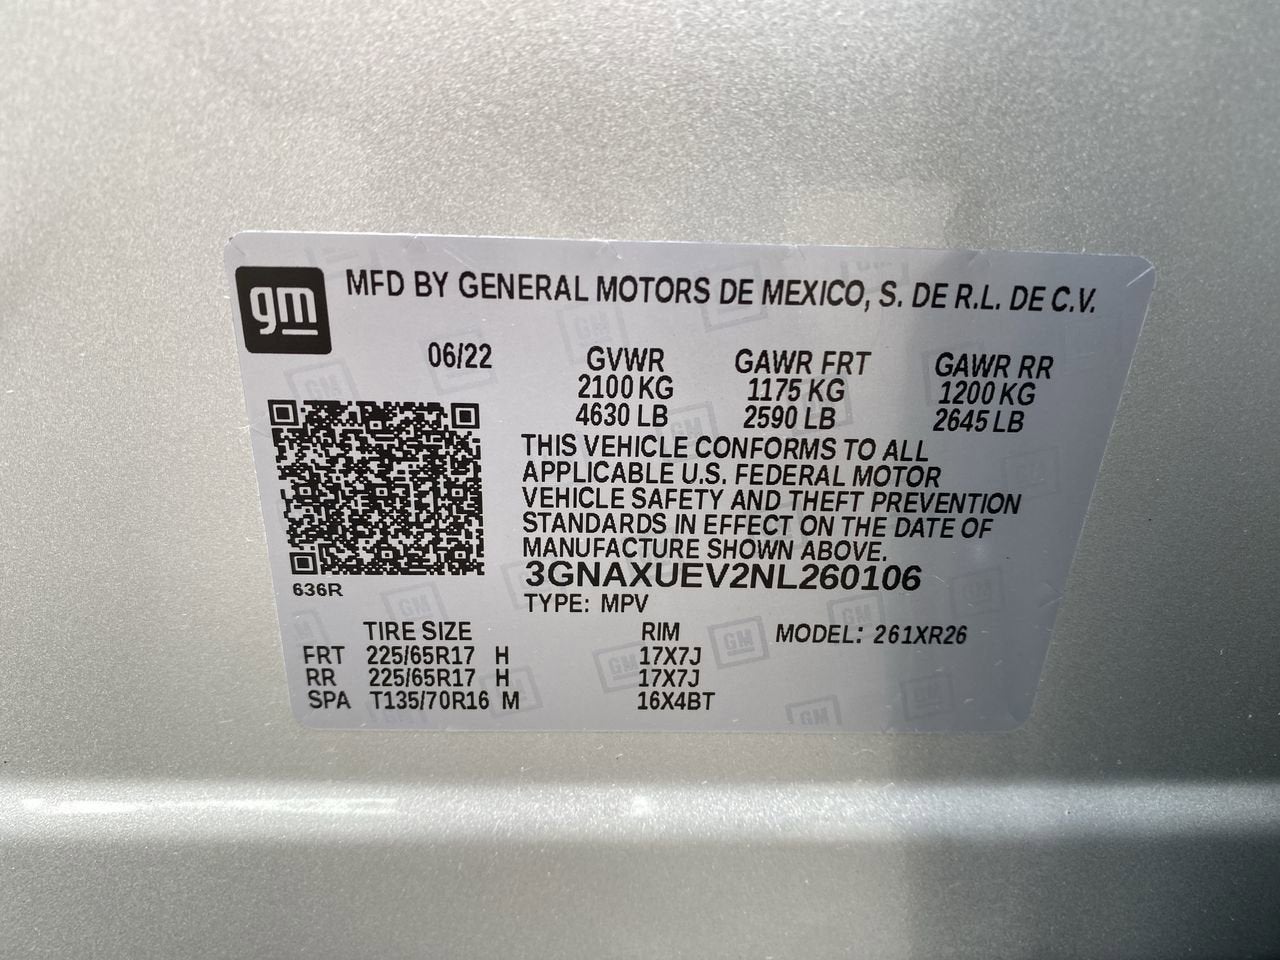 gm
MFD BY GENERAL MOTORS DE MEXICO, S. DE R.L. DE C.V.
06/22 GVWR GAWR FRT GAWR RR
2100 KG 1175 KG 1200 KG
4630 LB 2590 LB 2645 LB
THIS VEHICLE CONFORMS TO ALL
APPLICABLE U.S. FEDERAL MOTOR
VEHICLE SAFETY AND THEFT PREVENTION
STANDARDS IN EFFECT ON THE DATE OF
MANUFACTURE SHOWN ABOVE.
3GNAXUEV2NL260106
636R
TYPE: MPV
TIRE SIZE RIM MODEL: 261XR26
FRT 225/65R17 H 17X7J
RR 225/65R17 H 17X7J
SPA T135/70R16 M 16X4BT